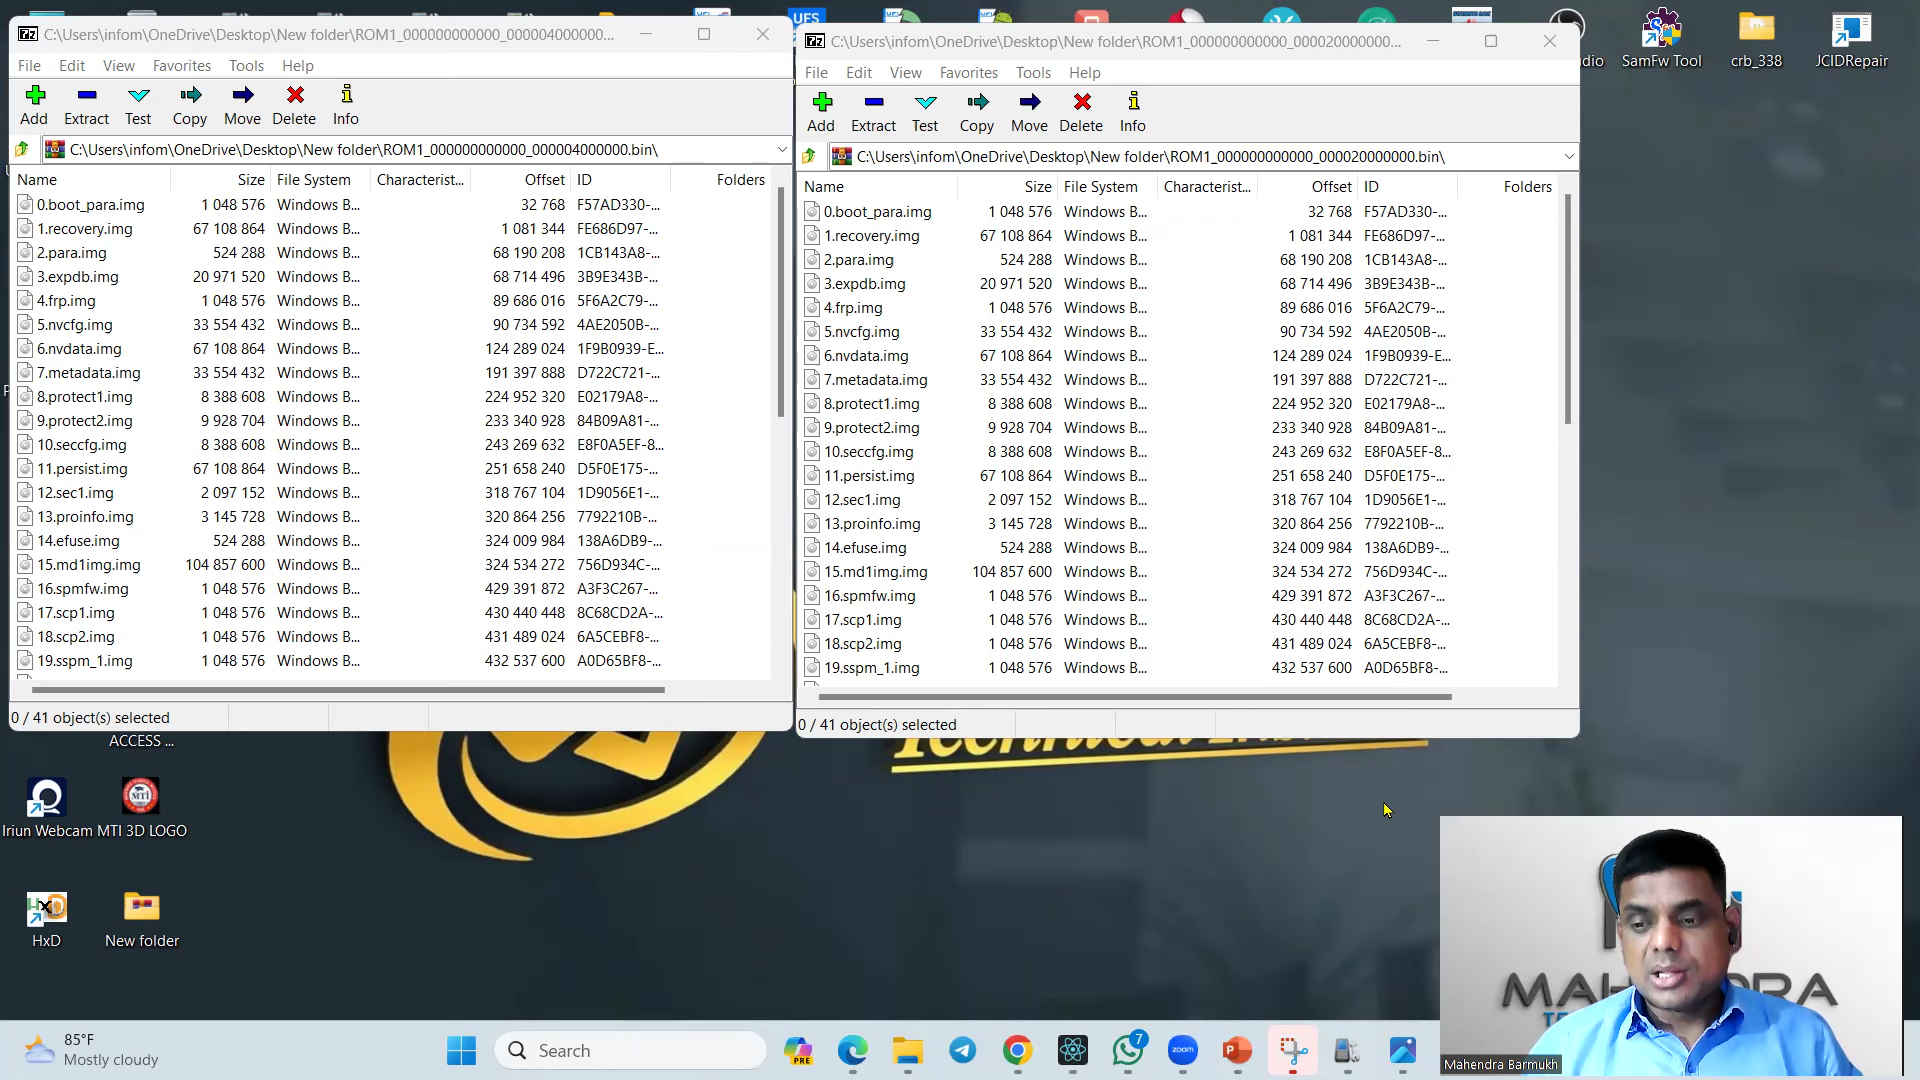 C:\Users\infom\OneDrive\Desktop\New folder\ROM1_000000000000_000004000000...
File Edit View Favorites Tools Help
Add Extract Test Copy Move Delete Info
C:\Users\infom\OneDrive\Desktop\New folder\ROM1_000000000000_000004000000.bin\
Name Size File System Characterist... Offset ID Folders
0.boot_para.img 1 048 576 Windows B... 32 768 F57AD330-...
1.recovery.img 67 108 864 Windows B... 1 081 344 FE686D97-...
2.para.img 524 288 Windows B... 68 190 208 1CB143A8-...
3.expdb.img 20 971 520 Windows B... 68 714 496 3B9E343B-...
4.frp.img 1 048 576 Windows B... 89 686 016 5F6A2C79-...
5.nvcfg.img 33 554 432 Windows B... 90 734 592 4AE2050B-...
6.nvdata.img 67 108 864 Windows B... 124 289 024 1F9B0939-E...
7.metadata.img 33 554 432 Windows B... 191 397 888 D722C721-...
8.protect1.img 8 388 608 Windows B... 224 952 320 E02179A8-...
9.protect2.img 9 928 704 Windows B... 233 340 928 84B09A81-...
10.seccfg.img 8 388 608 Windows B... 243 269 632 E8F0A5EF-8...
11.persist.img 67 108 864 Windows B... 251 658 240 D5F0E175-...
12.sec1.img 2 097 152 Windows B... 318 767 104 1D9056E1-...
13.proinfo.img 3 145 728 Windows B... 320 864 256 7792210B-...
14.efuse.img 524 288 Windows B... 324 009 984 138A6DB9-...
15.md1img.img 104 857 600 Windows B... 324 534 272 756D934C-...
16.spmfw.img 1 048 576 Windows B... 429 391 872 A3F3C267-...
17.scp1.img 1 048 576 Windows B... 430 440 448 8C68CD2A-...
18.scp2.img 1 048 576 Windows B... 431 489 024 6A5CEBF8-...
19.sspm_1.img 1 048 576 Windows B... 432 537 600 A0D65BF8-...
0 / 41 object(s) selected
C:\Users\infom\OneDrive\Desktop\New folder\ROM1_000000000000_000020000000...
File Edit View Favorites Tools Help
Add Extract Test Copy Move Delete Info
C:\Users\infom\OneDrive\Desktop\New folder\ROM1_000000000000_000020000000.bin\
Name Size File System Characterist... Offset ID Folders
0.boot_para.img 1 048 576 Windows B... 32 768 F57AD330-...
1.recovery.img 67 108 864 Windows B... 1 081 344 FE686D97-...
2.para.img 524 288 Windows B... 68 190 208 1CB143A8-...
3.expdb.img 20 971 520 Windows B... 68 714 496 3B9E343B-...
4.frp.img 1 048 576 Windows B... 89 686 016 5F6A2C79-...
5.nvcfg.img 33 554 432 Windows B... 90 734 592 4AE2050B-...
6.nvdata.img 67 108 864 Windows B... 124 289 024 1F9B0939-E...
7.metadata.img 33 554 432 Windows B... 191 397 888 D722C721-...
8.protect1.img 8 388 608 Windows B... 224 952 320 E02179A8-...
9.protect2.img 9 928 704 Windows B... 233 340 928 84B09A81-...
10.seccfg.img 8 388 608 Windows B... 243 269 632 E8F0A5EF-8...
11.persist.img 67 108 864 Windows B... 251 658 240 D5F0E175-...
12.sec1.img 2 097 152 Windows B... 318 767 104 1D9056E1-...
13.proinfo.img 3 145 728 Windows B... 320 864 256 7792210B-...
14.efuse.img 524 288 Windows B... 324 009 984 138A6DB9-...
15.md1img.img 104 857 600 Windows B... 324 534 272 756D934C-...
16.spmfw.img 1 048 576 Windows B... 429 391 872 A3F3C267-...
17.scp1.img 1 048 576 Windows B... 430 440 448 8C68CD2A-...
18.scp2.img 1 048 576 Windows B... 431 489 024 6A5CEBF8-...
19.sspm_1.img 1 048 576 Windows B... 432 537 600 A0D65BF8-...
0 / 41 object(s) selected
UFS
dio SamFw Tool crb_338 JCIDRepair
ACCESS ...
Technical
Iriun Webcam MTI 3D LOGO
HxD New folder
Mahendra Barmukh
85°F
Mostly cloudy
Search
PRE
7
zoom